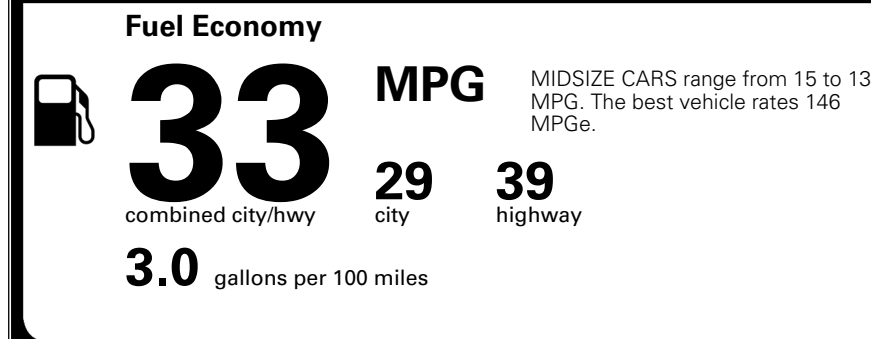 Fuel Economy
33 MPG
MIDSIZE CARS range from 15 to 13
MPG. The best vehicle rates 146
MPGe.
29 39
combined city/hwy city highway
3.0 gallons per 100 miles